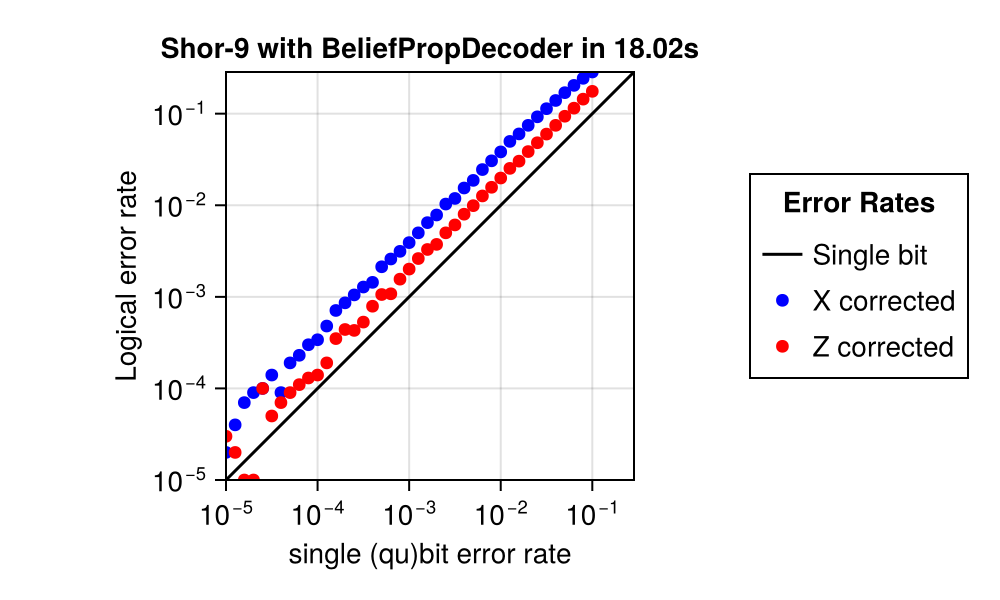 Shor-9 with BeliefPropDecoder in 18.02s
Logical error rate
10⁻¹
10⁻²
10⁻³
10⁻⁴
10⁻⁵
10⁻⁵ 10⁻⁴ 10⁻³ 10⁻² 10⁻¹
single (qu)bit error rate
Error Rates
Single bit
X corrected
Z corrected